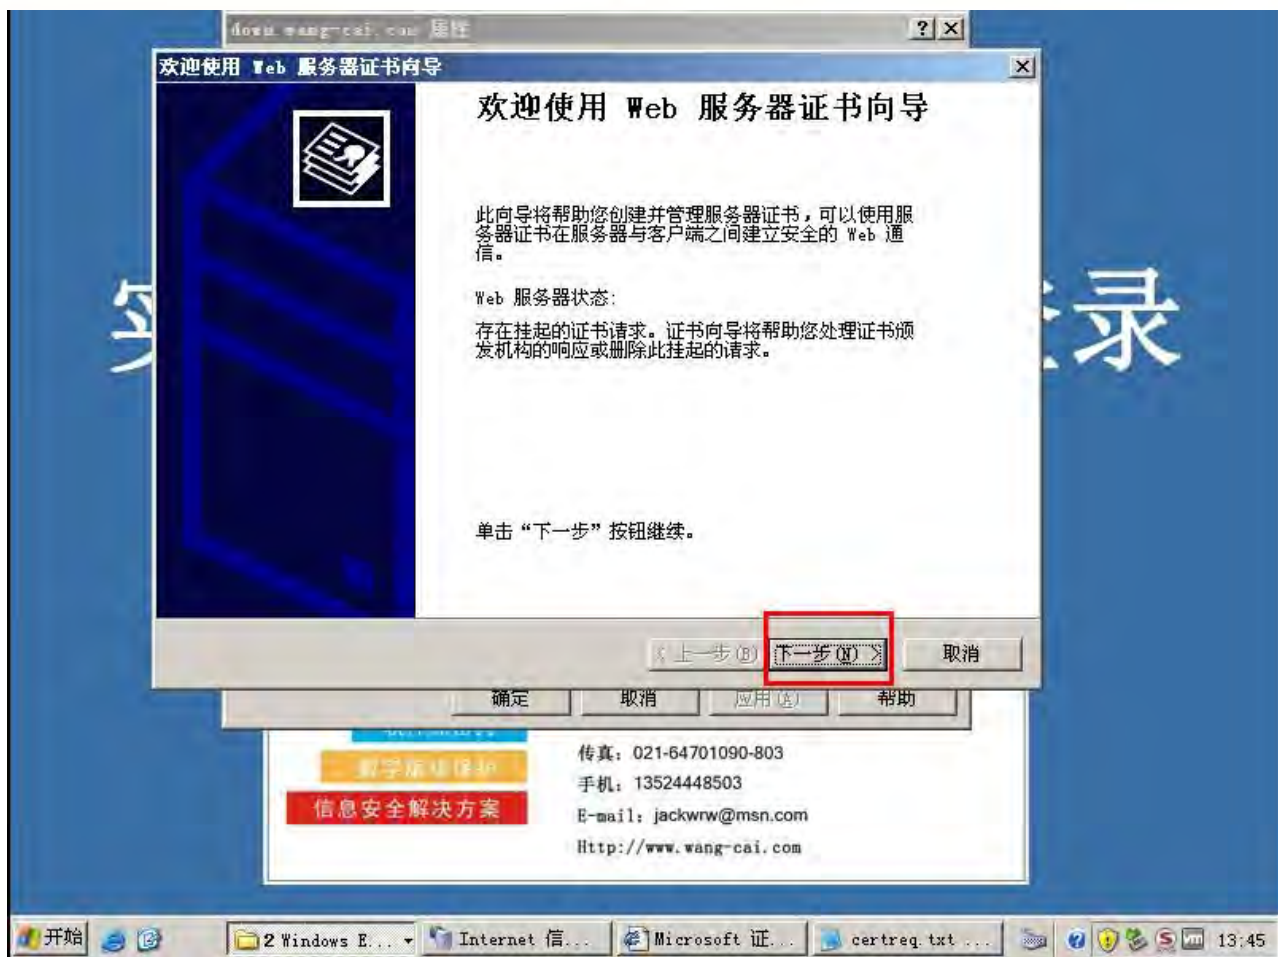 down.wang-cai.com 属性
欢迎使用 Web 服务器证书向导
欢迎使用 Web 服务器证书向导
此向导将帮助您创建并管理服务器证书，可以使用服
务器证书在服务器与客户端之间建立安全的 Web 通
信。
Web 服务器状态:
存在挂起的证书请求。证书向导将帮助您处理证书颁
发机构的响应或删除此挂起的请求。
录
单击“下一步”按钮继续。
< 上一步(B) 下一步(N) > 取消
确定 取消 应用(A) 帮助
传真：021-64701090-803
数字版权保护
手机：13524448503
信息安全解决方案
E-mail：jackwrw@msn.com
Http://www.wang-cai.com
开始 2 Windows E... Internet 信... Microsoft 证... certreq.txt ... 13:45